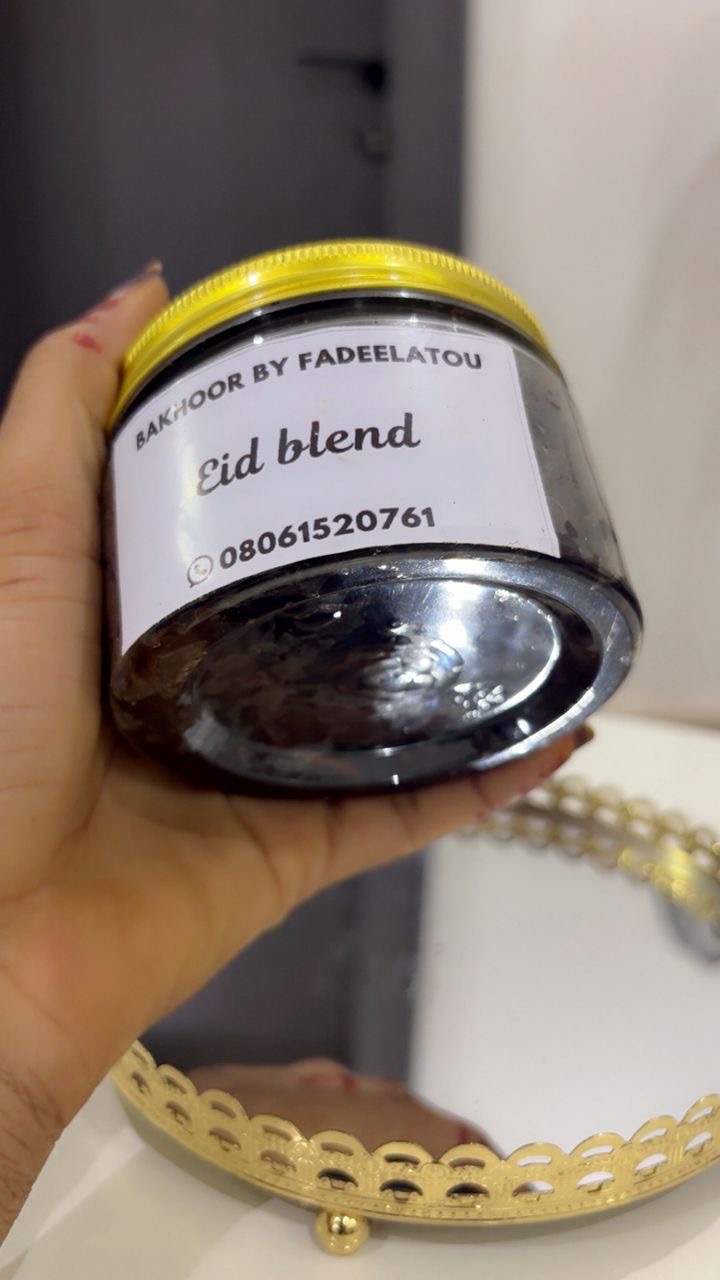 BAKHOOR BY FADEELATOU
Eid blend
08061520761